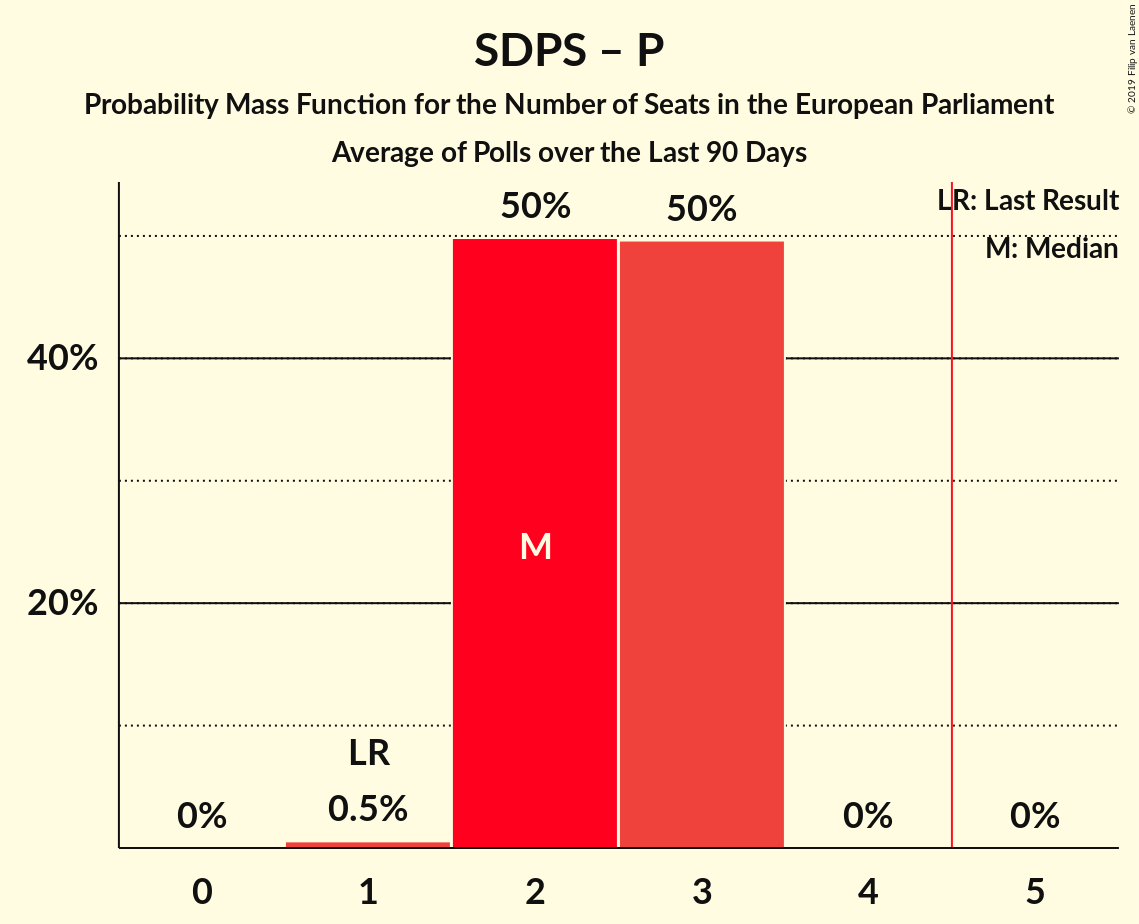 SDPS – P
Probability Mass Function for the Number of Seats in the European Parliament
Average of Polls over the Last 90 Days
© 2019 Filip van Laenen
LR: Last Result
M: Median
50%
50%
40%
M
20%
LR
0%
0.5%
0%
0%
0
1
2
3
4
5